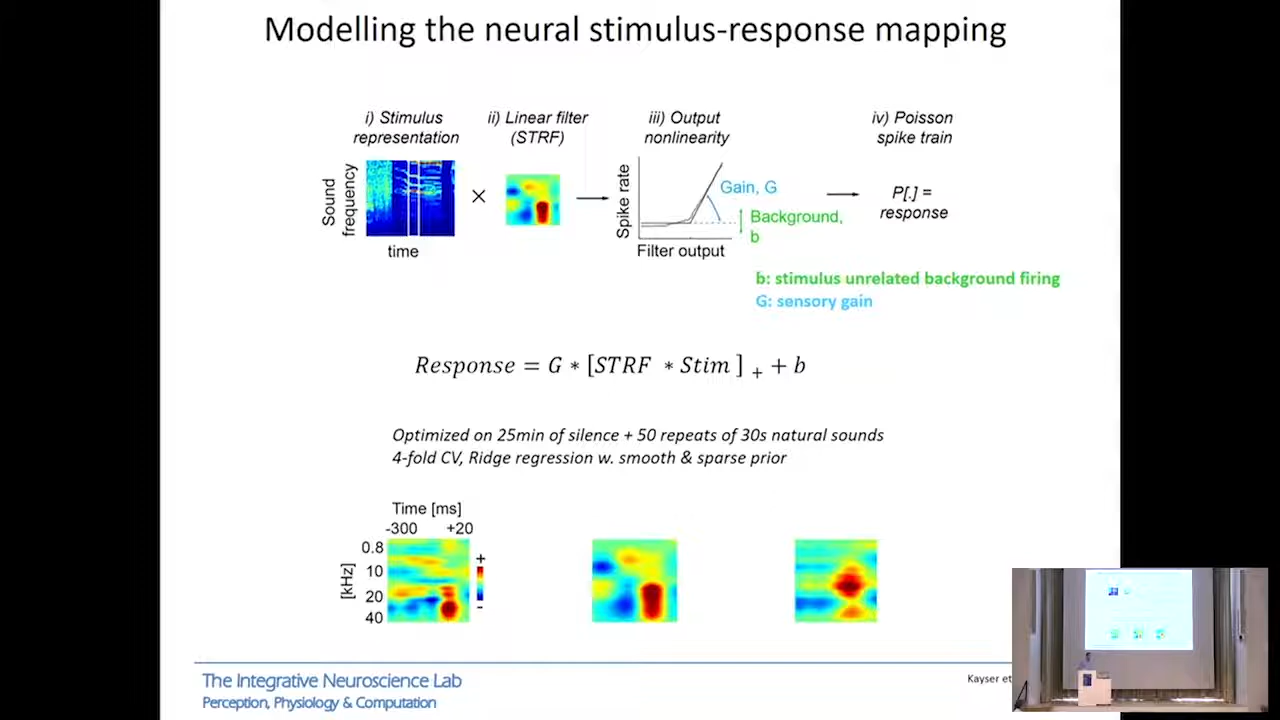 Modelling the neural stimulus-response mapping
i) Stimulus representation
ii) Linear filter (STRF)
iii) Output nonlinearity
iv) Poisson spike train
Sound frequency
time
×
Spike rate
Filter output
Gain, G
Background, b
P[.] = response
b: stimulus unrelated background firing
G: sensory gain
Response = G * [STRF * Stim ] + + b
Optimized on 25min of silence + 50 repeats of 30s natural sounds
4-fold CV, Ridge regression w. smooth & sparse prior
Time [ms]
-300 +20
[kHz]
0.8
10
20
40
+
-
The Integrative Neuroscience Lab
Perception, Physiology & Computation
Kayser et